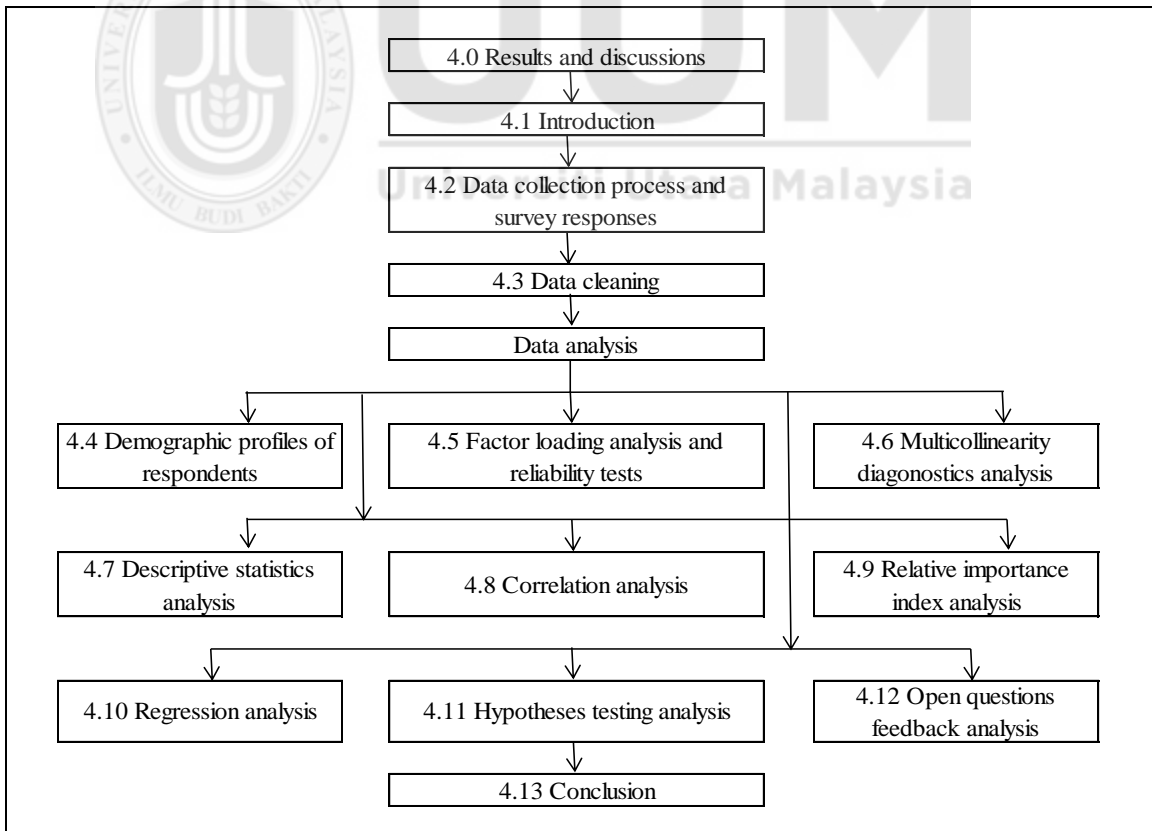 UUM
Universiti Utara Malaysia
ILMU BUDI BAKTI
4.0 Results and discussions
4.1 Introduction
4.2 Data collection process and
survey responses
4.3 Data cleaning
Data analysis
4.4 Demographic profiles of
respondents
4.5 Factor loading analysis and
reliability tests
4.6 Multicollinearity
diagonostics analysis
4.7 Descriptive statistics
analysis
4.8 Correlation analysis
4.9 Relative importance
index analysis
4.10 Regression analysis
4.11 Hypotheses testing analysis
4.12 Open questions
feedback analysis
4.13 Conclusion